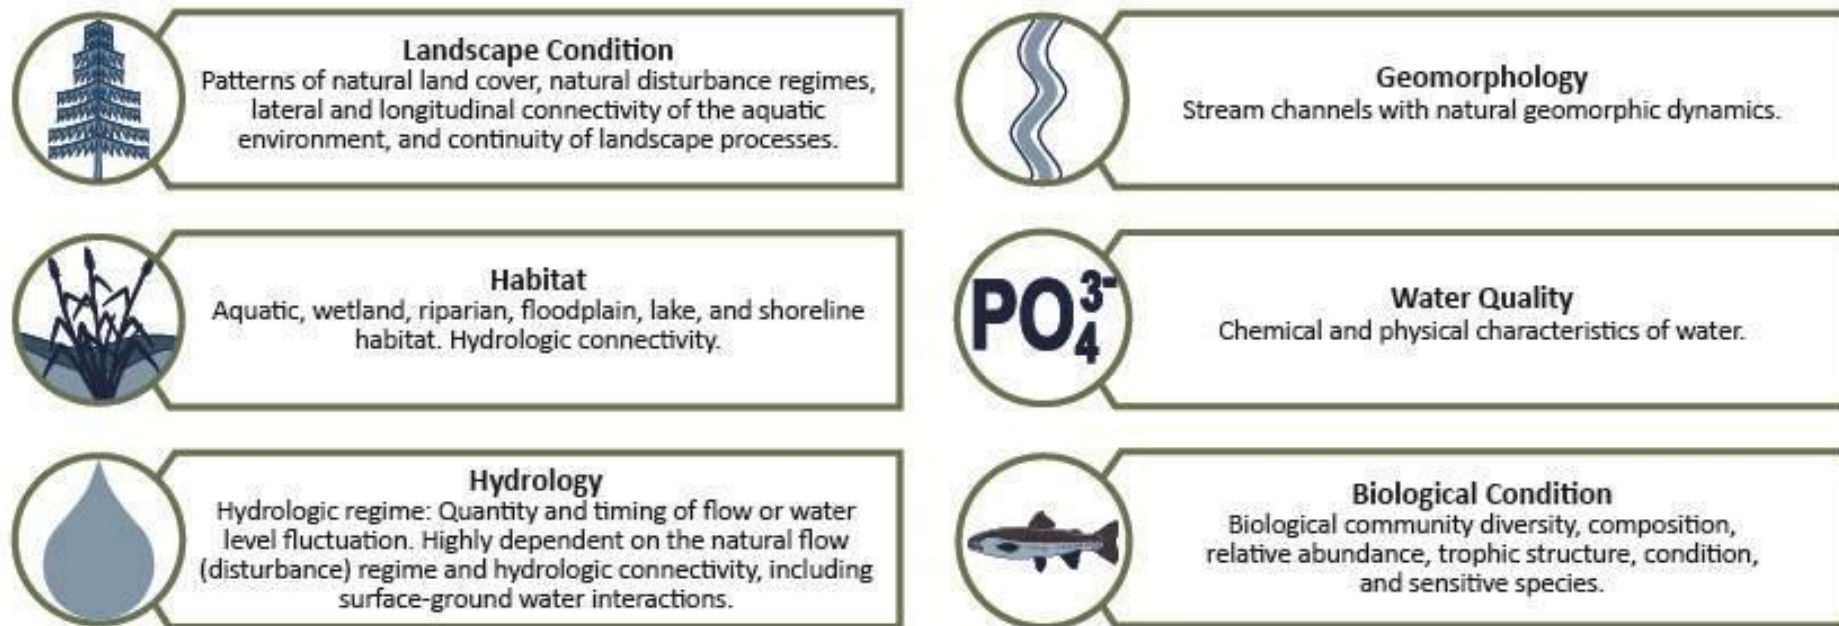 Landscape Condition
Patterns of natural land cover, natural disturbance regimes,
lateral and longitudinal connectivity of the aquatic
environment, and continuity of landscape processes.
Geomorphology
Stream channels with natural geomorphic dynamics.
Habitat
Aquatic, wetland, riparian, floodplain, lake, and shoreline
habitat. Hydrologic connectivity.
PO₄³⁻
Water Quality
Chemical and physical characteristics of water.
Hydrology
Hydrologic regime: Quantity and timing of flow or water
level fluctuation. Highly dependent on the natural flow
(disturbance) regime and hydrologic connectivity, including
surface-ground water interactions.
Biological Condition
Biological community diversity, composition,
relative abundance, trophic structure, condition,
and sensitive species.